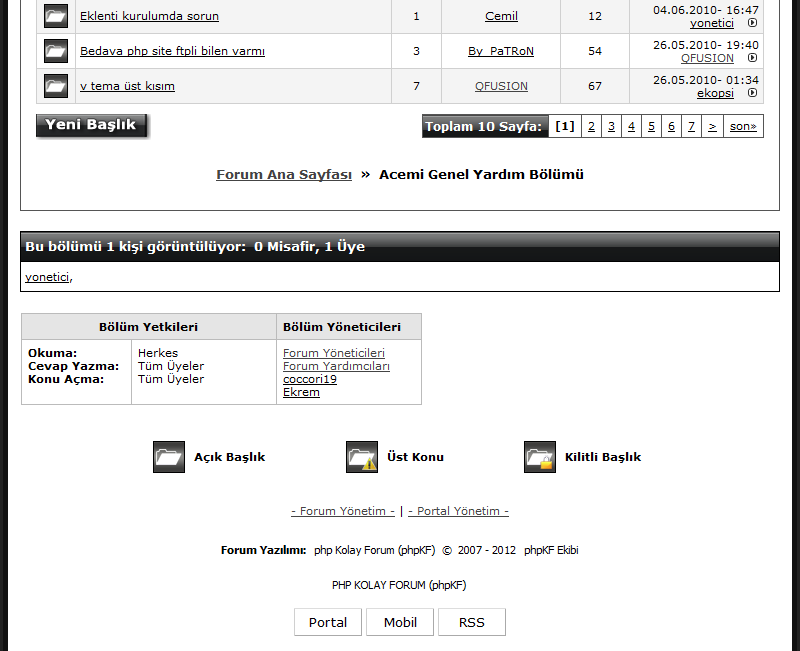 Eklenti kurulumda sorun 1 Cemil 12 04.06.2010- 16:47
yonetici
Bedava php site ftpli bilen varmı 3 By_PaTRoN 54 26.05.2010- 19:40
QFUSION
v tema üst kısım 7 QFUSION 67 26.05.2010- 01:34
ekopsi
Yeni Başlık Toplam 10 Sayfa: [1] 2 3 4 5 6 7 > son»
Forum Ana Sayfası » Acemi Genel Yardım Bölümü
Bu bölümü 1 kişi görüntülüyor: 0 Misafir, 1 Üye
yonetici,
Bölüm Yetkileri Bölüm Yöneticileri
Okuma: Herkes Forum Yöneticileri
Cevap Yazma: Tüm Üyeler Forum Yardımcıları
Konu Açma: Tüm Üyeler coccori19
Ekrem
Açık Başlık Üst Konu Kilitli Başlık
- Forum Yönetim - | - Portal Yönetim -
Forum Yazılımı: php Kolay Forum (phpKF) © 2007 - 2012 phpKF Ekibi
PHP KOLAY FORUM (phpKF)
Portal Mobil RSS